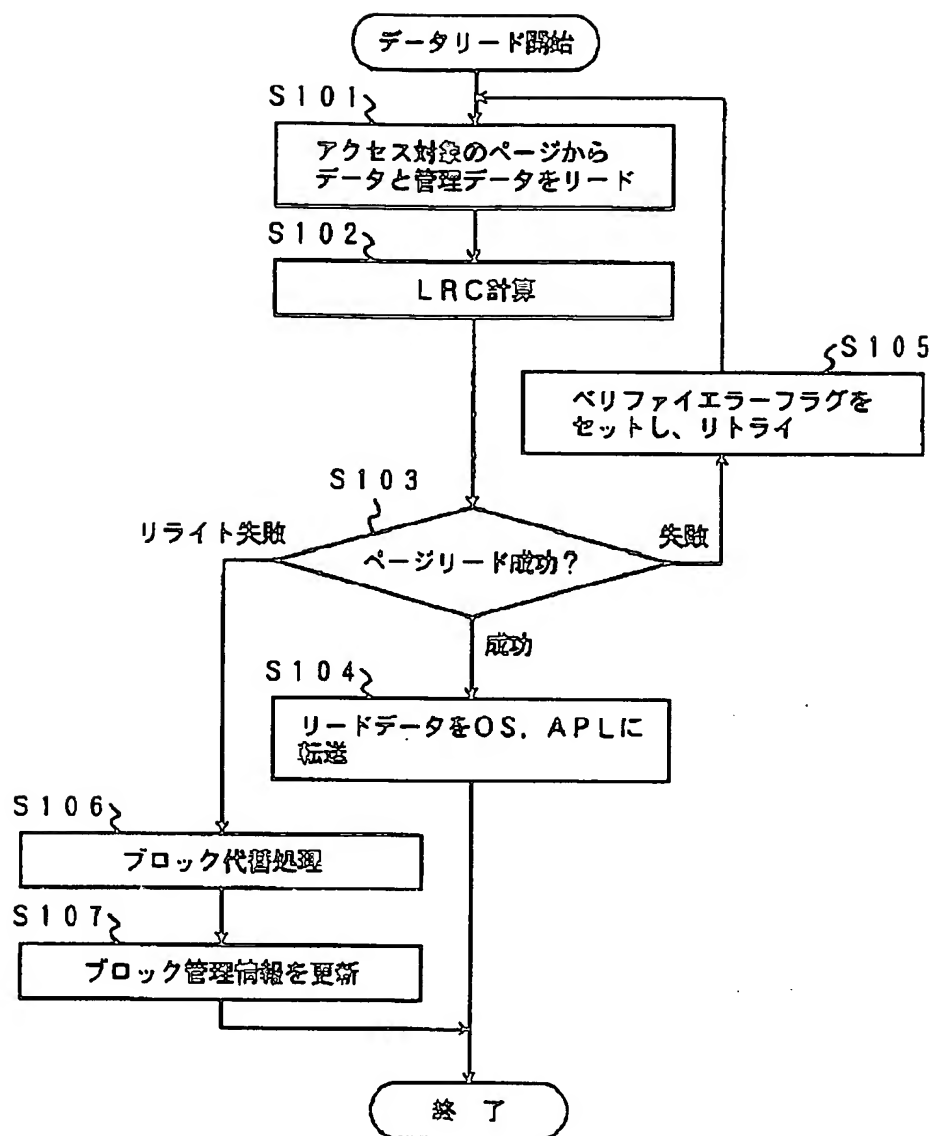 データリード開始
S101
アクセス対象のページから
データと管理データをリード
S102
LRC計算
S105
ベリファイエラーフラグを
セットし、リトライ
S103
リライト失敗
失敗
ページリード成功?
成功
S104
リードデータをOS,APLに
転送
S106
ブロック代替処理
S107
ブロック管理情報を更新
終 了